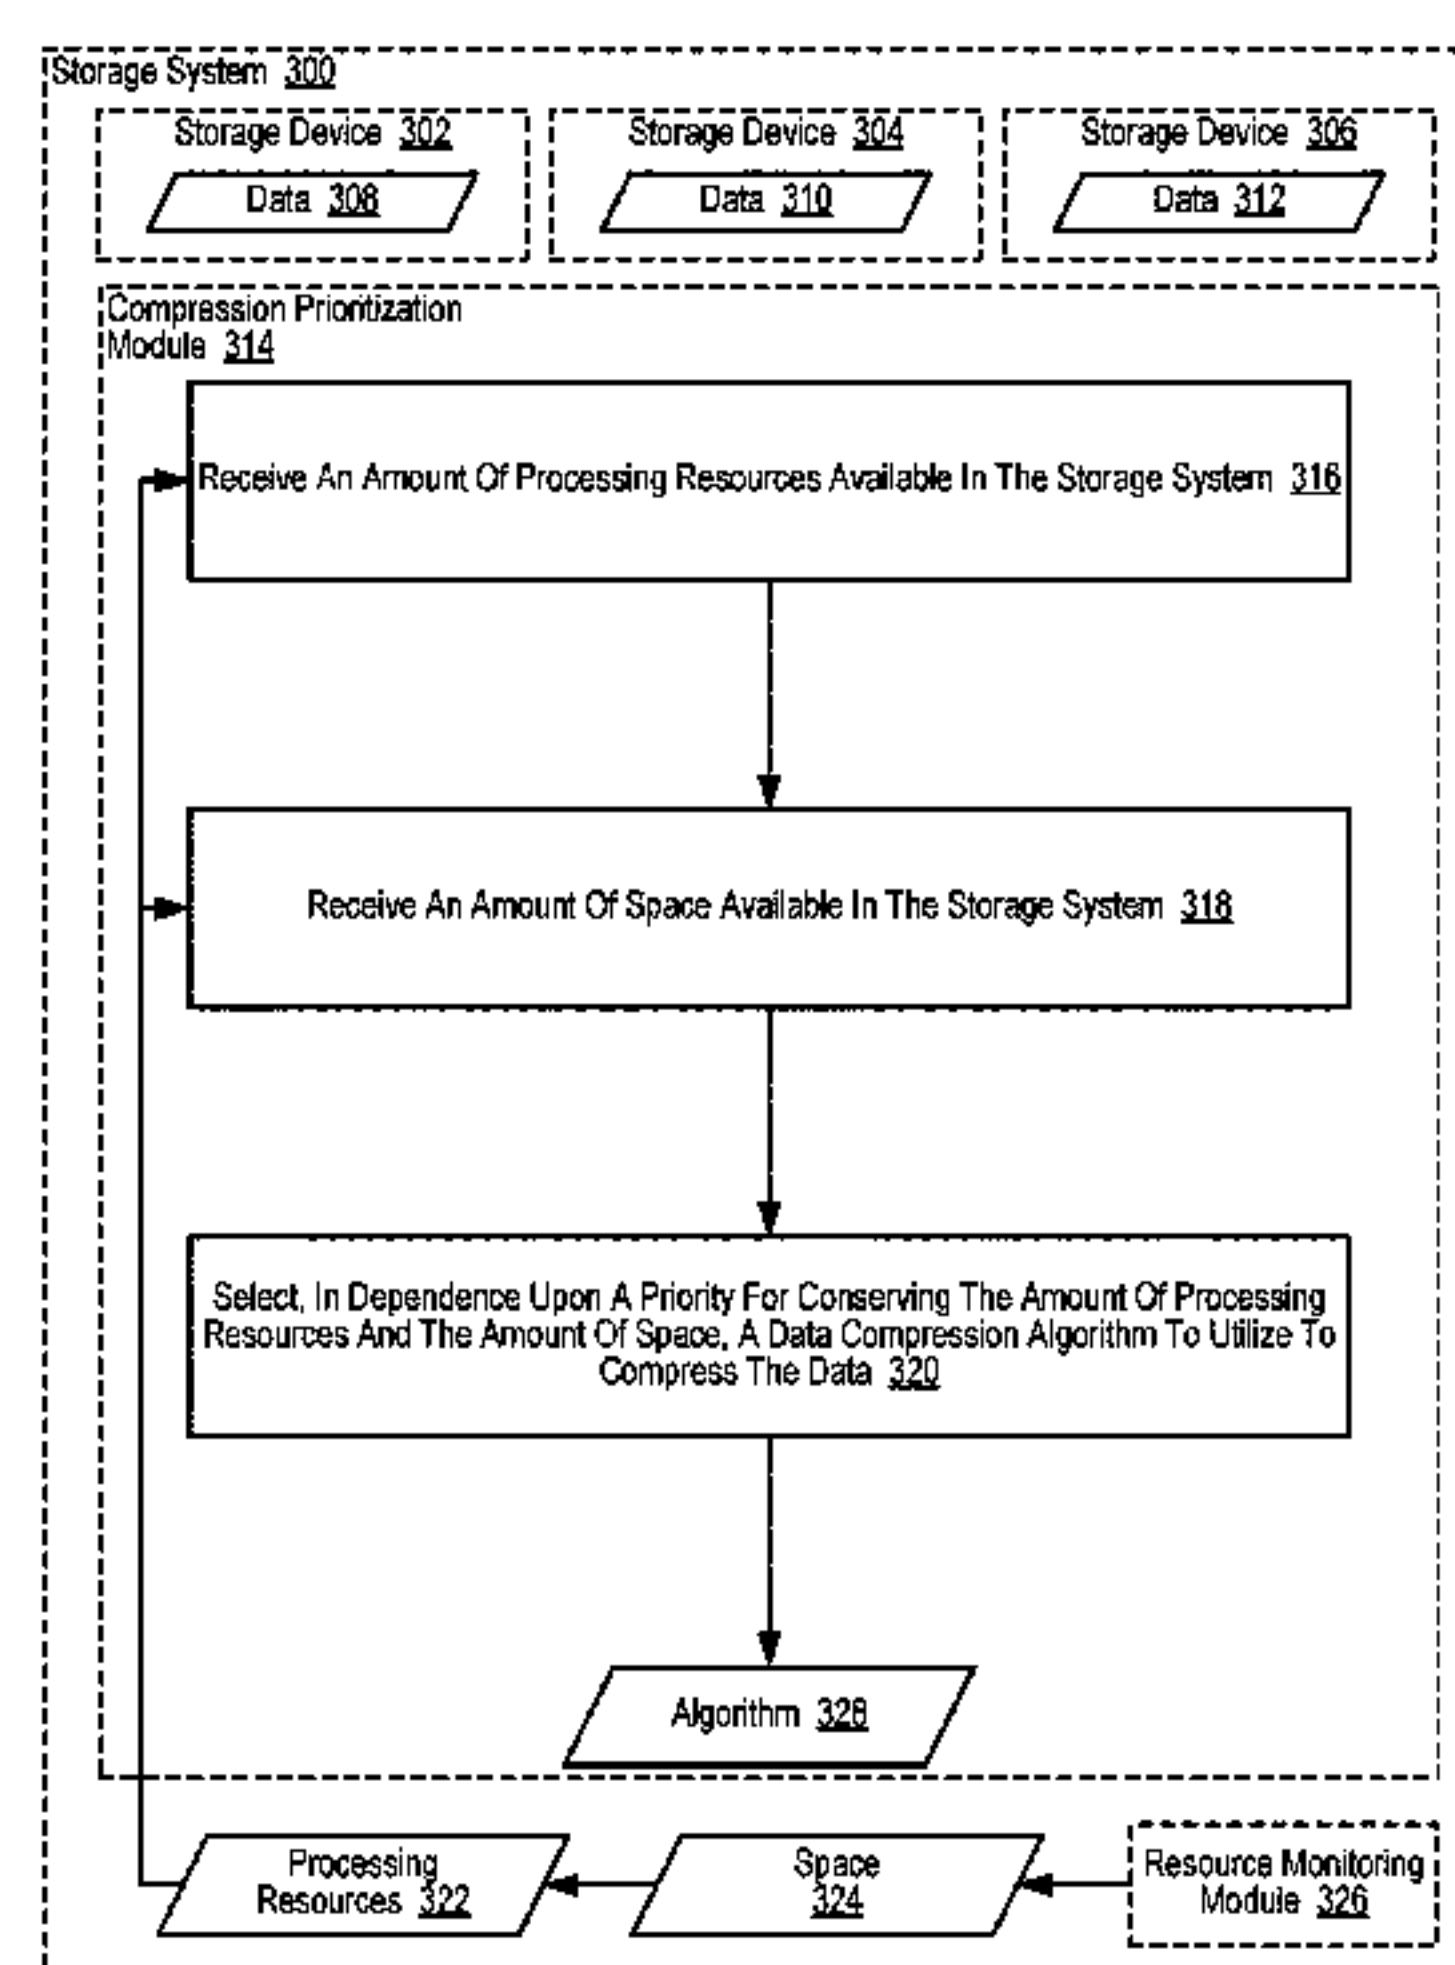 Storage System 300
Storage Device 302
Storage Device 304
Storage Device 306
Data 308
Data 310
Data 312
Compression Prioritization
Module 314
Receive An Amount Of Processing Resources Available In The Storage System 316
Receive An Amount Of Space Available In The Storage System 318
Select, In Dependence Upon A Priority For Conserving The Amount Of Processing
Resources And The Amount Of Space, A Data Compression Algorithm To Utilize To
Compress The Data 320
Algorithm 328
Processing
Resources 322
Space
324
Resource Monitoring
Module 326